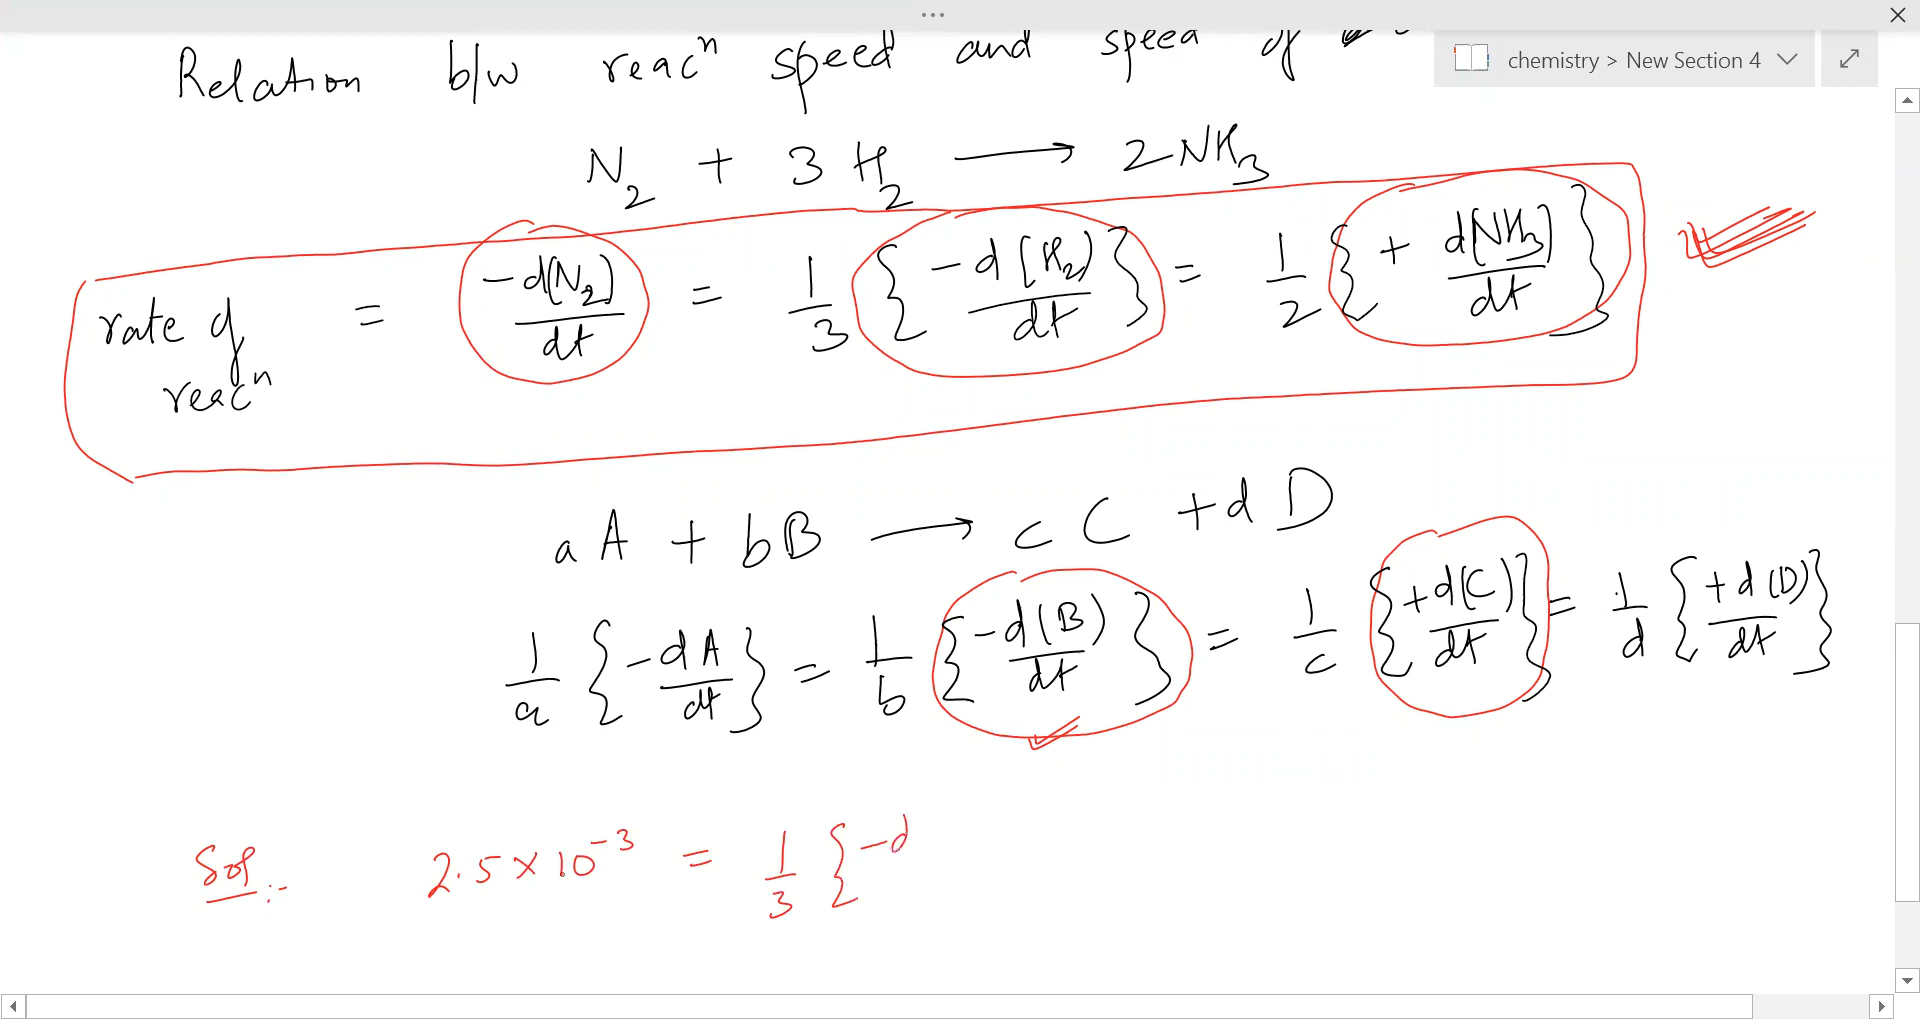 Relation b/w reacⁿ speed and speed of
chemistry > New Section 4
N₂ + 3 H₂ ⟶ 2NH₃
rate of reacⁿ = -d(N₂)/dt = 1/3 { -d[H₂)/dt } = 1/2 { + d(NH₃)/dt }
aA + bB ⟶ cC + dD
1/a { -dA/dt } = 1/b { -d(B)/dt } = 1/c { +d(C)/dt } = 1/d { +d(D)/dt }
Sol :- 2.5 × 10⁻³ = 1/3 { -d